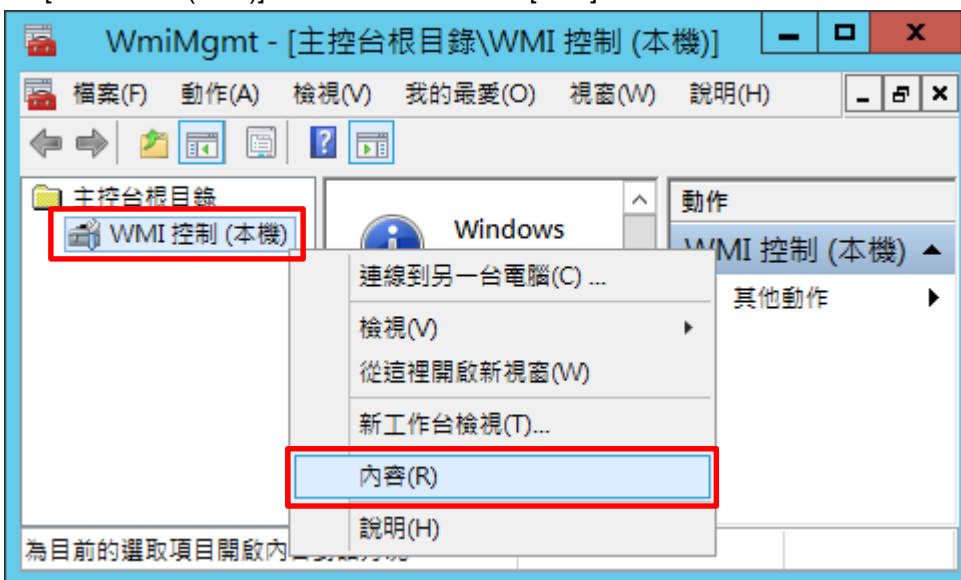 WmiMgmt - [主控台根目錄\WMI 控制 (本機)]
檔案(F) 動作(A) 檢視(V) 我的最愛(O) 視窗(W) 說明(H)
主控台根目錄
WMI 控制 (本機)
Windows
動作
WMI 控制 (本機)
其他動作
連線到另一台電腦(C) ...
檢視(V)
從這裡開啟新視窗(W)
新工作台檢視(T)...
內容(R)
說明(H)
為目前的選取項目開啟內